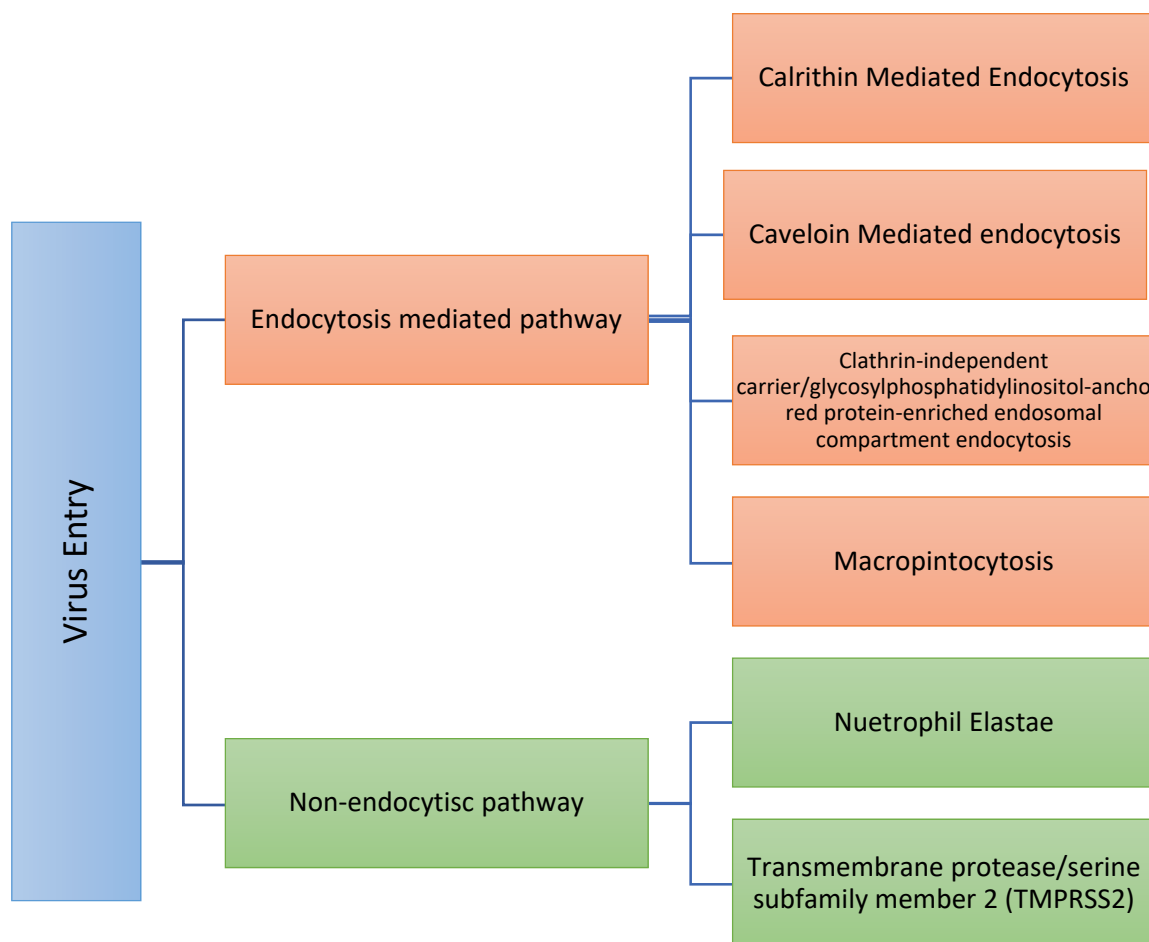 Virus Entry
Endocytosis mediated pathway
Calrithin Mediated Endocytosis
Caveloin Mediated endocytosis
Clathrin-independent
carrier/glycosylphosphatidylinositol-ancho
red protein-enriched endosomal
compartment endocytosis
Macropintocytosis
Non-endocytisc pathway
Nuetrophil Elastae
Transmembrane protease/serine
subfamily member 2 (TMPRSS2)